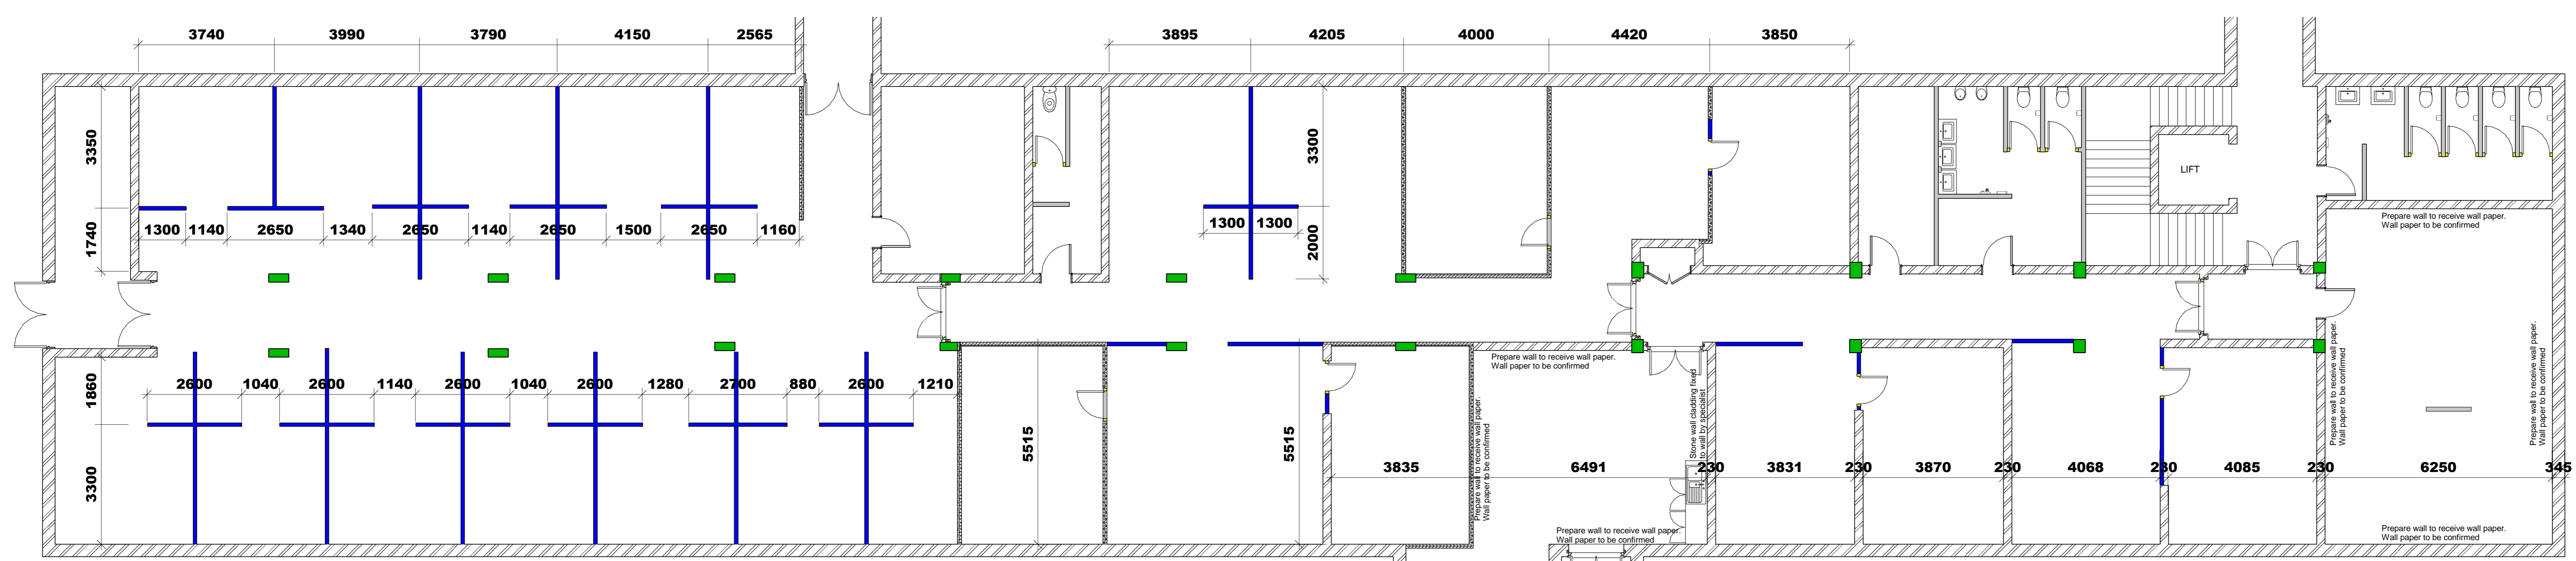 3740 3990 3790 4150 2565 3895 4205 4000 4420 3850
3350
3300
LIFT
1740
1300 1140 2650 1340 2650 1140 2650 1500 2650 1160
1300 1300
2000
Prepare wall to receive wall paper.
Wall paper to be confirmed
Prepare wall to receive wall paper.
Wall paper to be confirmed
1860
2600 1040 2600 1140 2600 1040 2600 1280 2700 880 2600 1210
Stone wall cladding fixed
to wall by specialist
Prepare wall to receive wall paper.
Wall paper to be confirmed
Prepare wall to receive wall paper.
Wall paper to be confirmed
Prepare wall to receive wall paper.
Wall paper to be confirmed
5515
5515
3300
3835 6491 230 3831 230 3870 230 4068 230 4085 230 6250 345
Prepare wall to receive wall paper.
Wall paper to be confirmed
Prepare wall to receive wall paper.
Wall paper to be confirmed